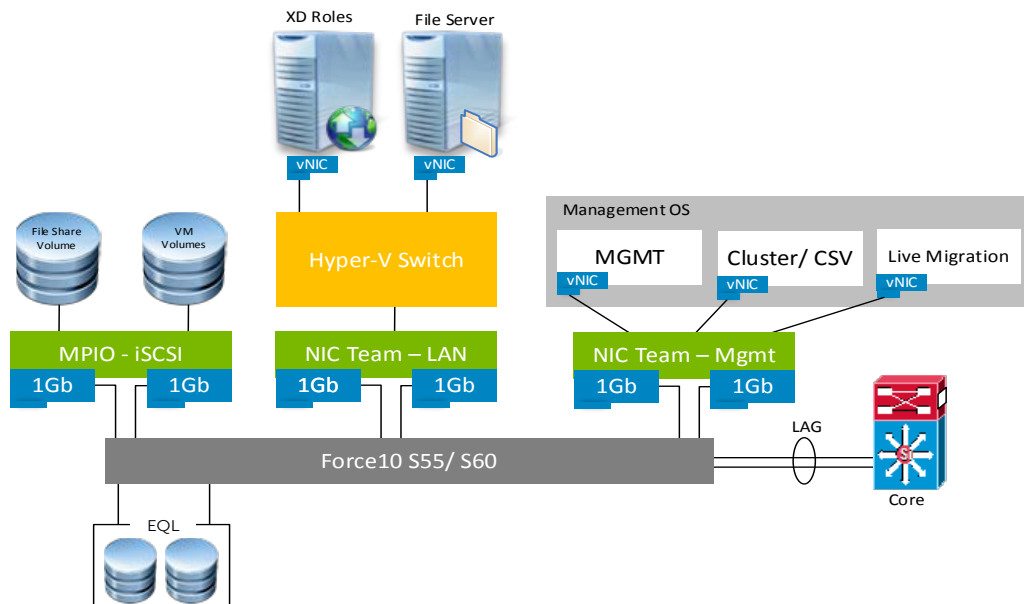 XD Roles
File Server
vNIC
vNIC
File Share
Volume
VM
Volumes
Hyper-V Switch
Management OS
MGMT
vNIC
Cluster/ CSV
vNIC
Live Migration
vNIC
MPIO - iSCSI
1Gb
1Gb
NIC Team – LAN
1Gb
1Gb
NIC Team – Mgmt
1Gb
1Gb
LAG
Force10 S55/ S60
Si
Core
EQL